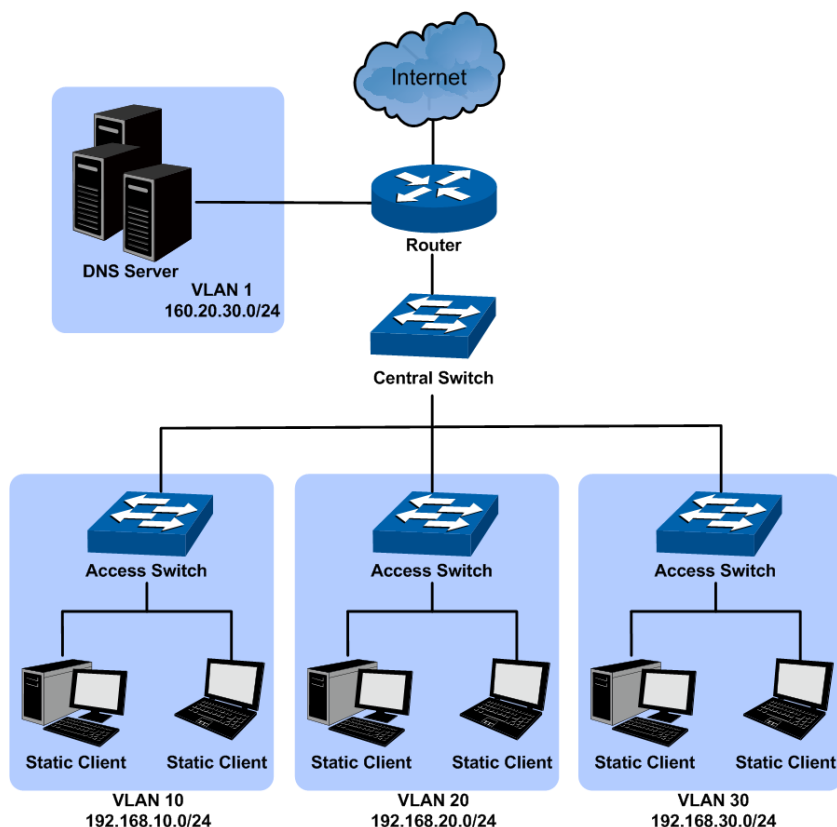 Internet
Router
DNS Server
VLAN 1
160.20.30.0/24
Central Switch
Access Switch
Access Switch
Access Switch
Static Client
Static Client
Static Client
Static Client
Static Client
Static Client
VLAN 10
192.168.10.0/24
VLAN 20
192.168.20.0/24
VLAN 30
192.168.30.0/24